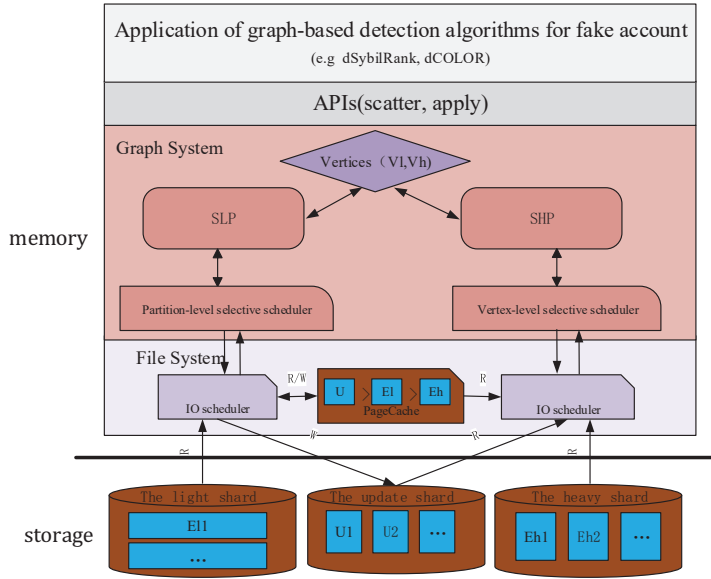 Application of graph-based detection algorithms for fake account
(e.g dSybilRank, dCOLOR)
APIs(scatter, apply)
Graph System
Vertices（Vl,Vh)
SLP
SHP
memory
Partition-level selective scheduler
Vertex-level selective scheduler
File System
R/W
R
U > El > Eh
PageCache
IO scheduler
IO scheduler
R
W
R
R
The light shard
The update shard
The heavy shard
El1
...
U1
U2
...
Eh1
Eh2
...
storage